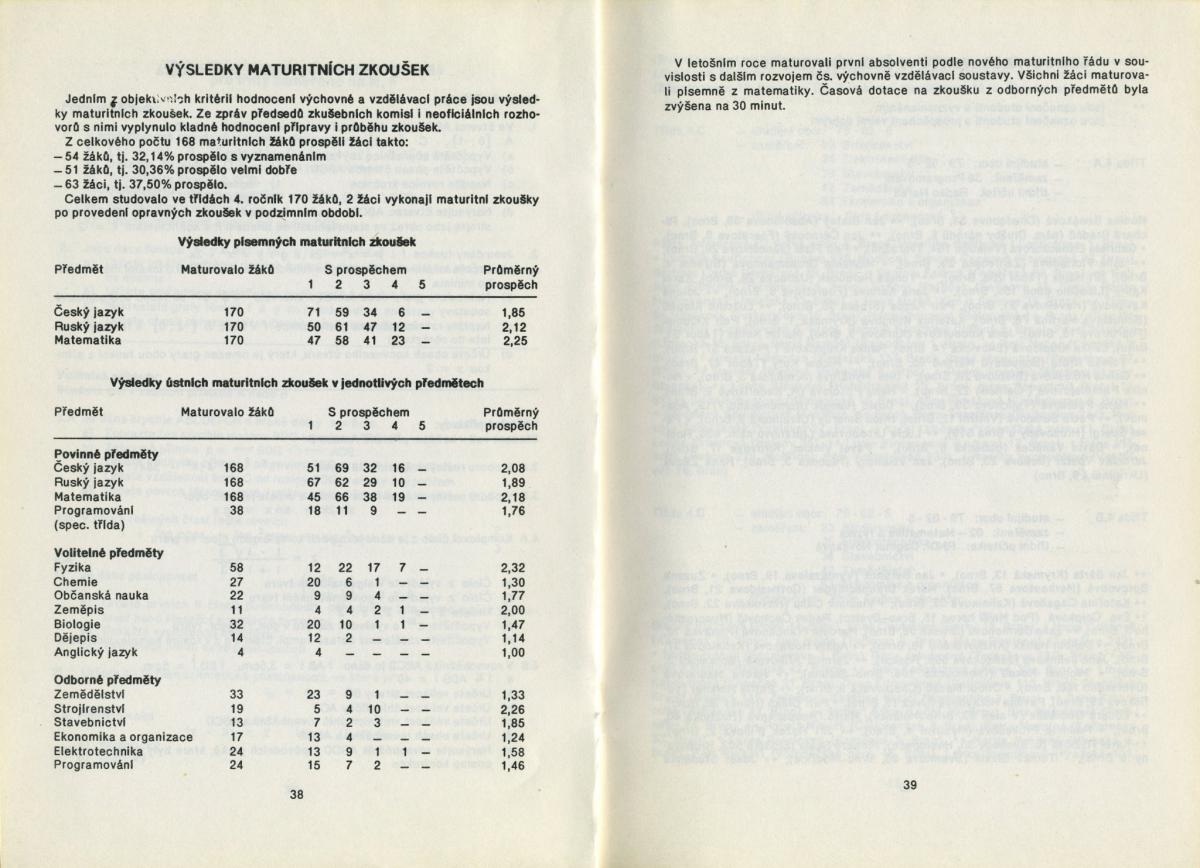 VÝSLEDKY MATURITNÍCH ZKOUŠEK
Jedním z objektivních kritérií hodnocení výchovné a vzdělávací práce jsou výsled-
ky maturitních zkoušek. Ze zpráv předsedů zkušebních komisí i neoficiálních rozho-
vorů s nimi vyplynulo kladné hodnocení přípravy i průběhu zkoušek.
Z celkového počtu 168 maturitních žáků prospěli žáci takto:
— 54 žáků, tj. 32,14% prospělo s vyznamenáním
— 51 žáků, tj. 30,36% prospělo velmi dobře
— 63 žáci, tj. 37,50% prospělo.
Celkem studovalo ve třídách 4. ročník 170 žáků, 2 žáci vykonají maturitní zkoušky
po provedení opravných zkoušek v podzimním období.
Výsledky písemných maturitních zkoušek
Předmět Maturovalo žáků S prospěchem Průměrný
1 2 3 4 5 prospěch
Český jazyk 170 71 59 34 6 — 1,85
Ruský jazyk 170 50 61 47 12 — 2,12
Matematika 170 47 58 41 23 — 2,25
Výsledky ústních maturitních zkoušek v jednotlivých předmětech
Předmět Maturovalo žáků S prospěchem Průměrný
1 2 3 4 5 prospěch
Povinné předměty
Český jazyk 168 51 69 32 16 — 2,08
Ruský jazyk 168 67 62 29 10 — 1,89
Matematika 168 45 66 38 19 — 2,18
Programování 38 18 11 9 — — 1,76
(spec. třída)
Volitelné předměty
Fyzika 58 12 22 17 7 — 2,32
Chemie 27 20 6 1 — — 1,30
Občanská nauka 22 9 9 4 — — 1,77
Zeměpis 11 4 4 2 1 — 2,00
Biologie 32 20 10 1 1 — 1,47
Dějepis 14 12 2 — — — 1,14
Anglický jazyk 4 4 — — — — 1,00
Odborné předměty
Zemědělství 33 23 9 1 — — 1,33
Strojírenství 19 5 4 10 — — 2,26
Stavebnictví 13 7 2 3 — — 1,85
Ekonomika a organizace 17 13 4 — — — 1,24
Elektrotechnika 24 13 9 1 1 — 1,58
Programování 24 15 7 2 — — 1,46
38
V letošním roce maturovali první absolventi podle nového maturitního řádu v sou-
vislosti s dalším rozvojem čs. výchovně vzdělávací soustavy. Všichni žáci maturova-
li písemně z matematiky. Časová dotace na zkoušku z odborných předmětů byla
zvýšena na 30 minut.
39